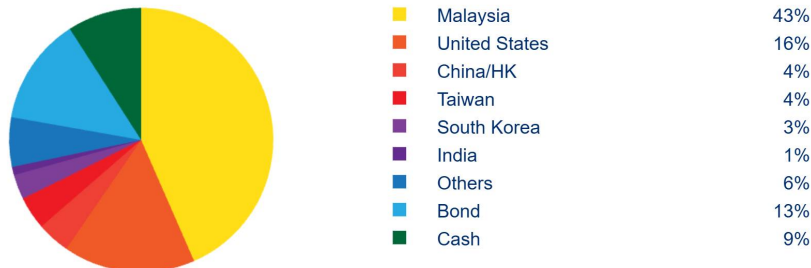 Malaysia 43%
United States 16%
China/HK 4%
Taiwan 4%
South Korea 3%
India 1%
Others 6%
Bond 13%
Cash 9%